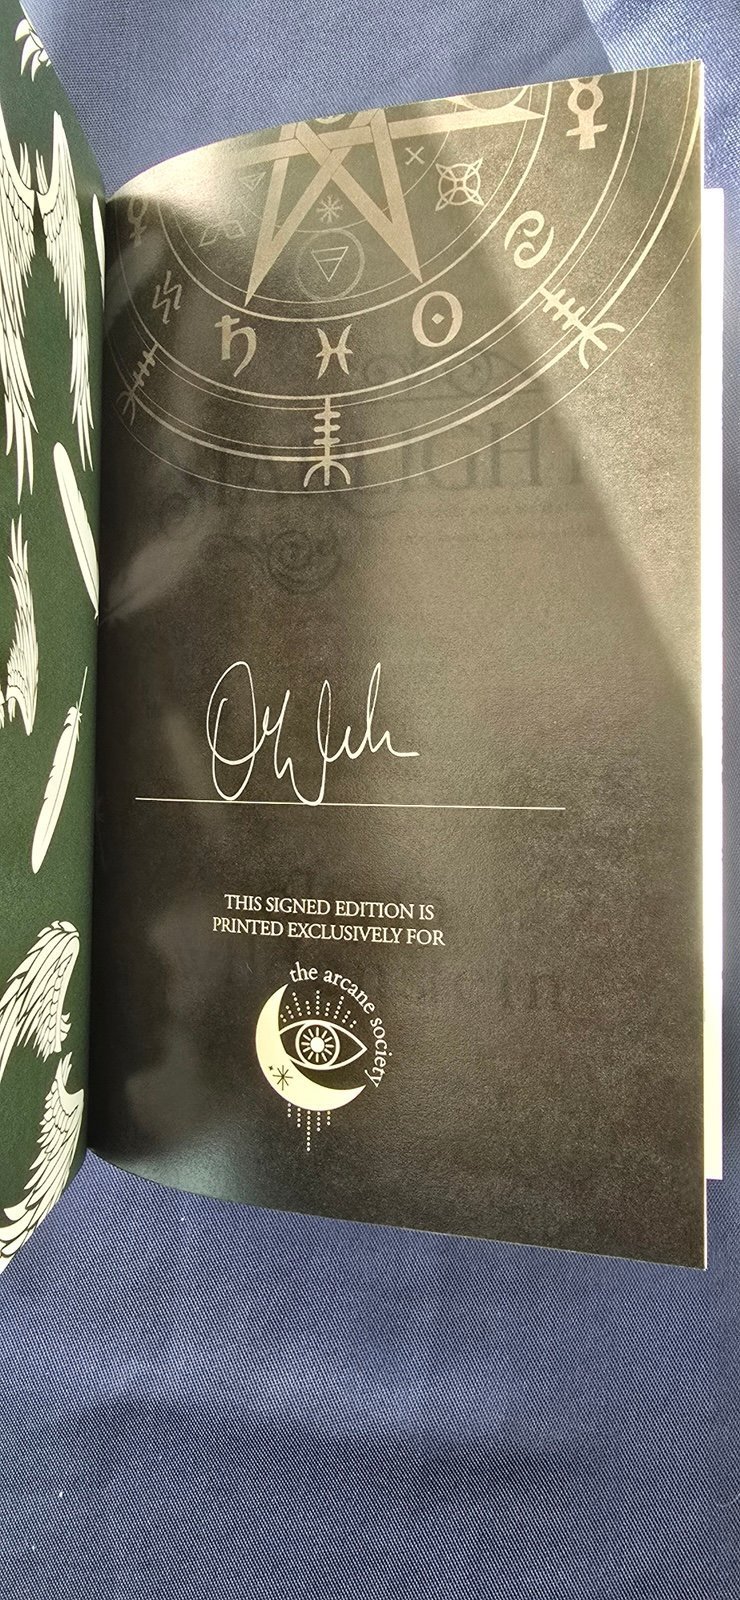 THIS SIGNED EDITION IS
PRINTED EXCLUSIVELY FOR
the arcane society